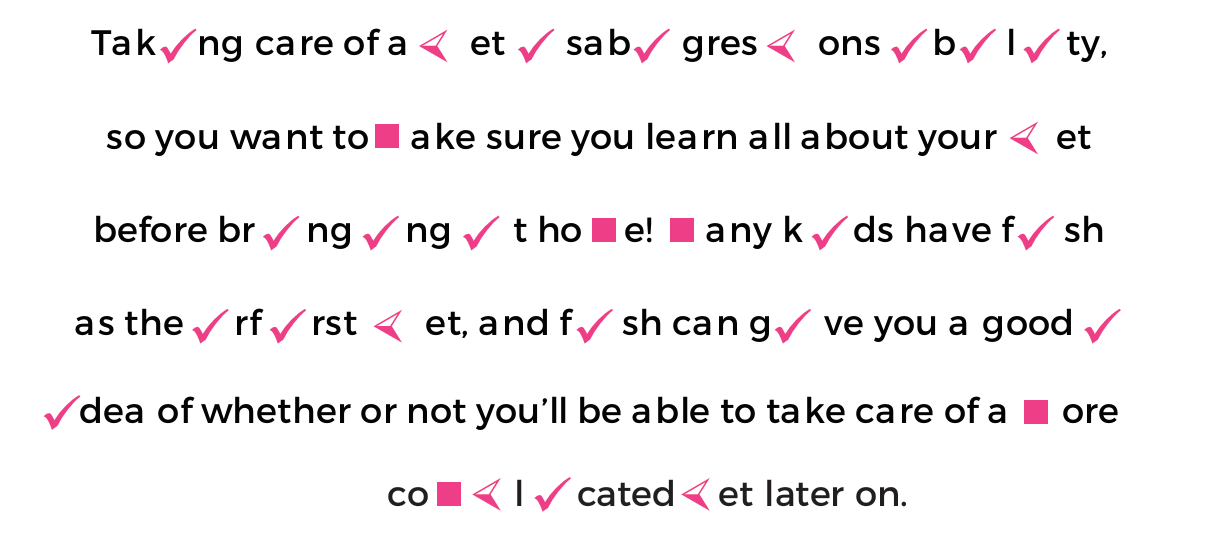 Tak✓ng care of a ⮘ et ✓ sab✓ gres ⮘ ons ✓b✓ l✓ty,
so you want to ■ ake sure you learn all about your ⮘ et
before br✓ng✓ng ✓ t ho■e! ■any k✓ds have f✓sh
as the ✓rf✓rst ⮘ et, and f✓sh can g✓ve you a good ✓
✓dea of whether or not you’ll be able to take care of a ■ ore
co■⮘l✓cated ⮘et later on.